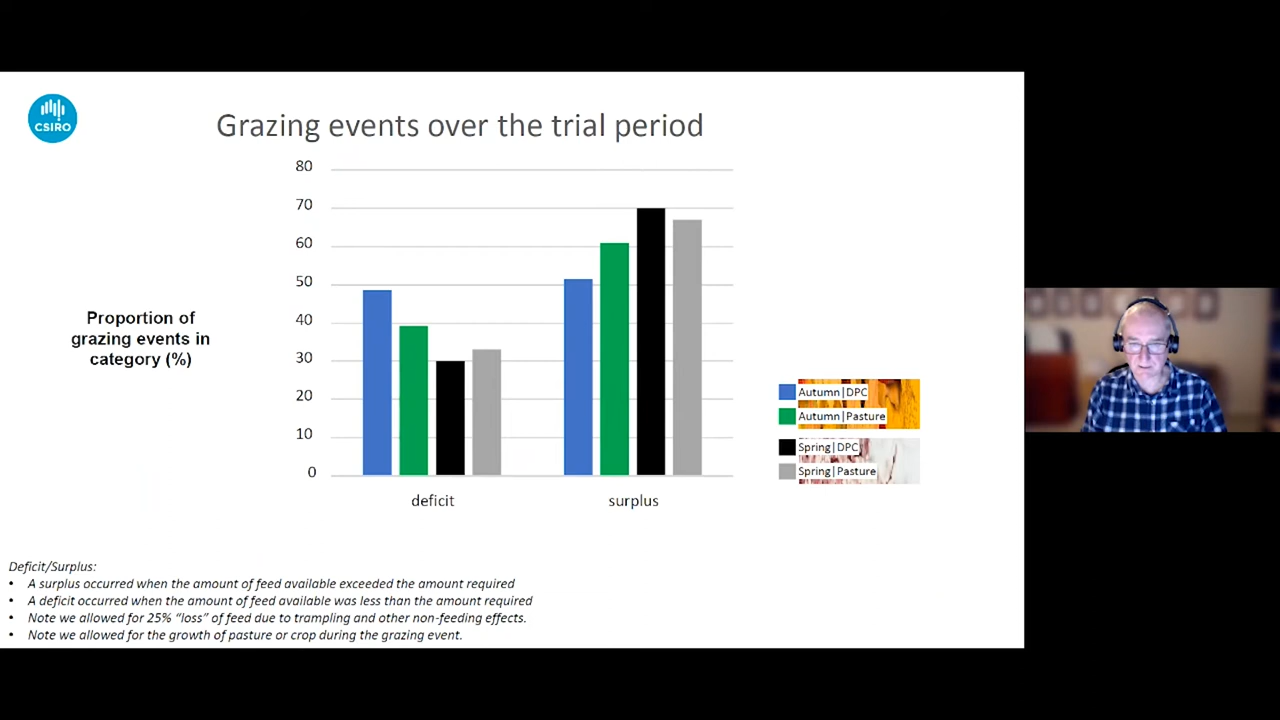 CSIRO
Grazing events over the trial period
80
70
60
50
40
30
20
10
0
Proportion of
grazing events in
category (%)
deficit
surplus
Autumn|DPC
Autumn|Pasture
Spring|DPC
Spring|Pasture
Deficit/Surplus:
• A surplus occurred when the amount of feed available exceeded the amount required
• A deficit occurred when the amount of feed available was less than the amount required
• Note we allowed for 25% “loss” of feed due to trampling and other non-feeding effects.
• Note we allowed for the growth of pasture or crop during the grazing event.